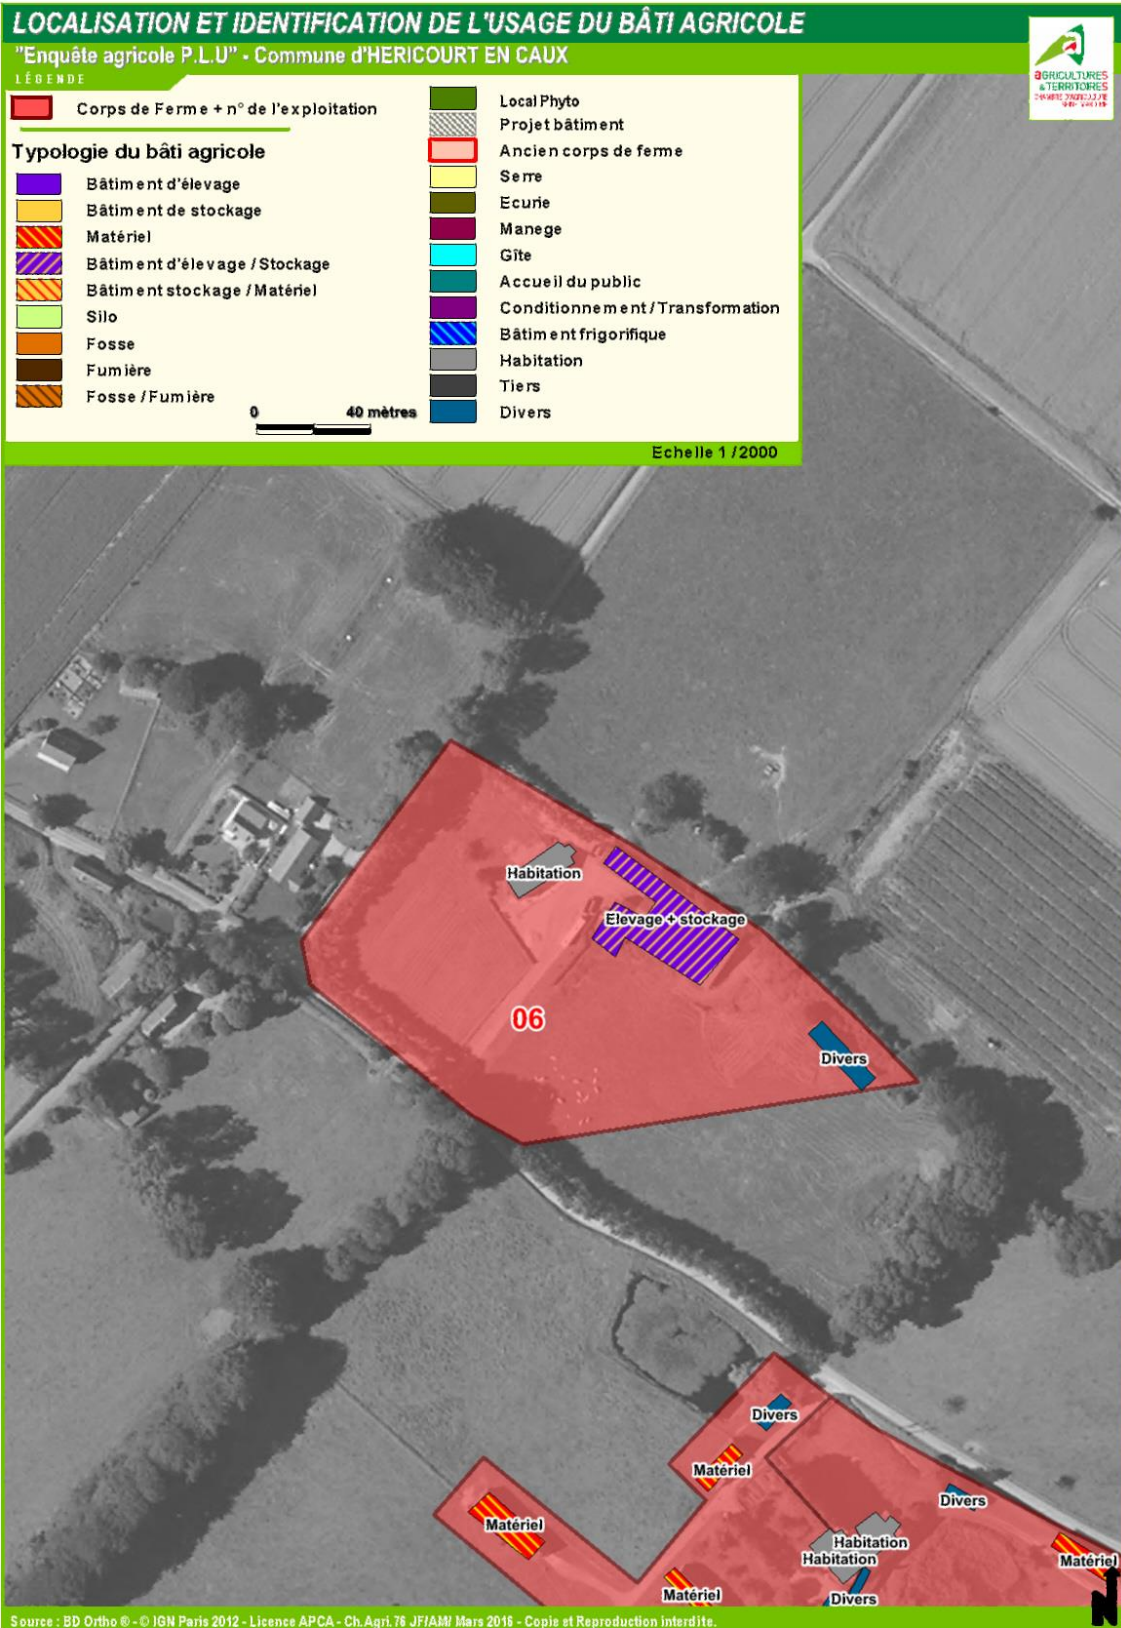 LOCALISATION ET IDENTIFICATION DE L'USAGE DU BÂTI AGRICOLE
"Enquête agricole P.L.U" - Commune d'HERICOURT EN CAUX
LÉGENDE
AGRICULTURES
& TERRITOIRES
CHAMBRE D'AGRICULTURE
SEINE-MARITIME
Corps de Ferme + n° de l'exploitation
Typologie du bâti agricole
Bâtiment d'élevage
Bâtiment de stockage
Matériel
Bâtiment d'élevage / Stockage
Bâtiment stockage / Matériel
Silo
Fosse
Fumière
Fosse / Fumière
0 40 mètres
Local Phyto
Projet bâtiment
Ancien corps de ferme
Serre
Ecurie
Manege
Gîte
Accueil du public
Conditionnement / Transformation
Bâtiment frigorifique
Habitation
Tiers
Divers
Echelle 1 / 2000
Habitation
Elevage + stockage
06
Divers
Divers
Matériel
Divers
Matériel
Habitation
Habitation
Matériel
Matériel
Divers
N
Source : BD Ortho ® - © IGN Paris 2012 - Licence APCA - Ch.Agri.76 JF/AM/ Mars 2016 - Copie et Reproduction interdite.